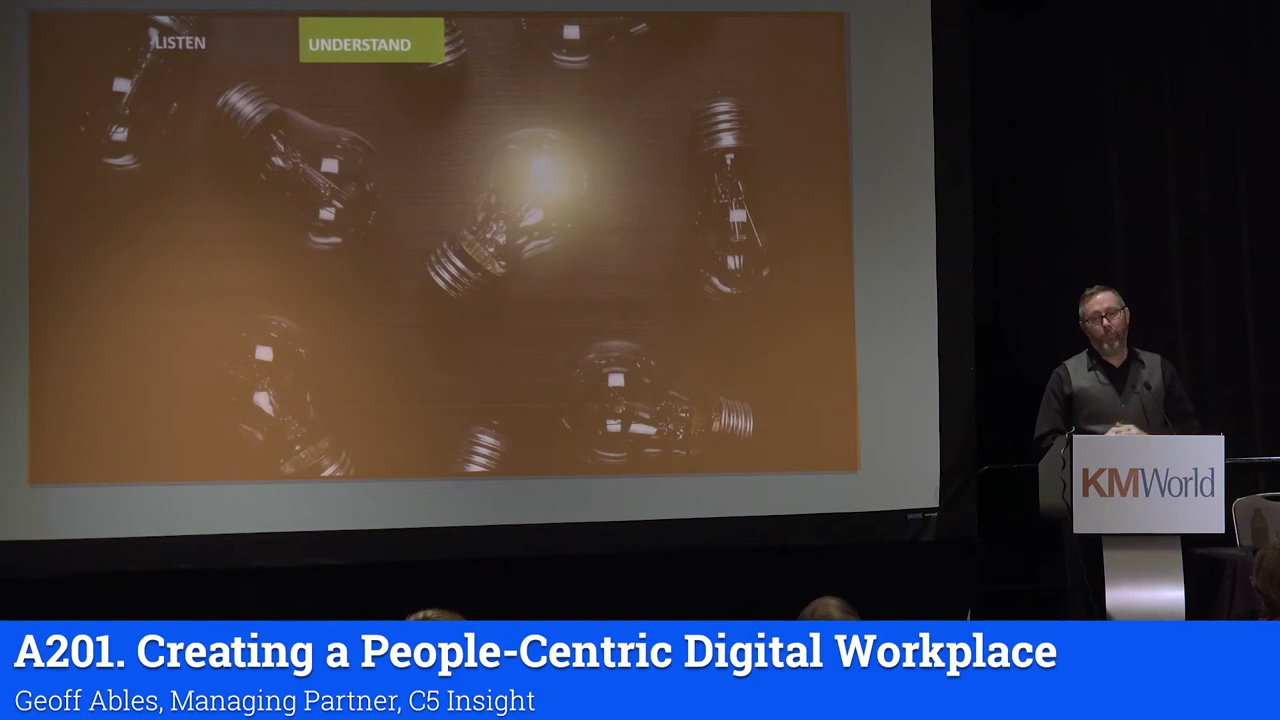 LISTEN
UNDERSTAND
KMWorld
A201. Creating a People-Centric Digital Workplace
Geoff Ables, Managing Partner, C5 Insight